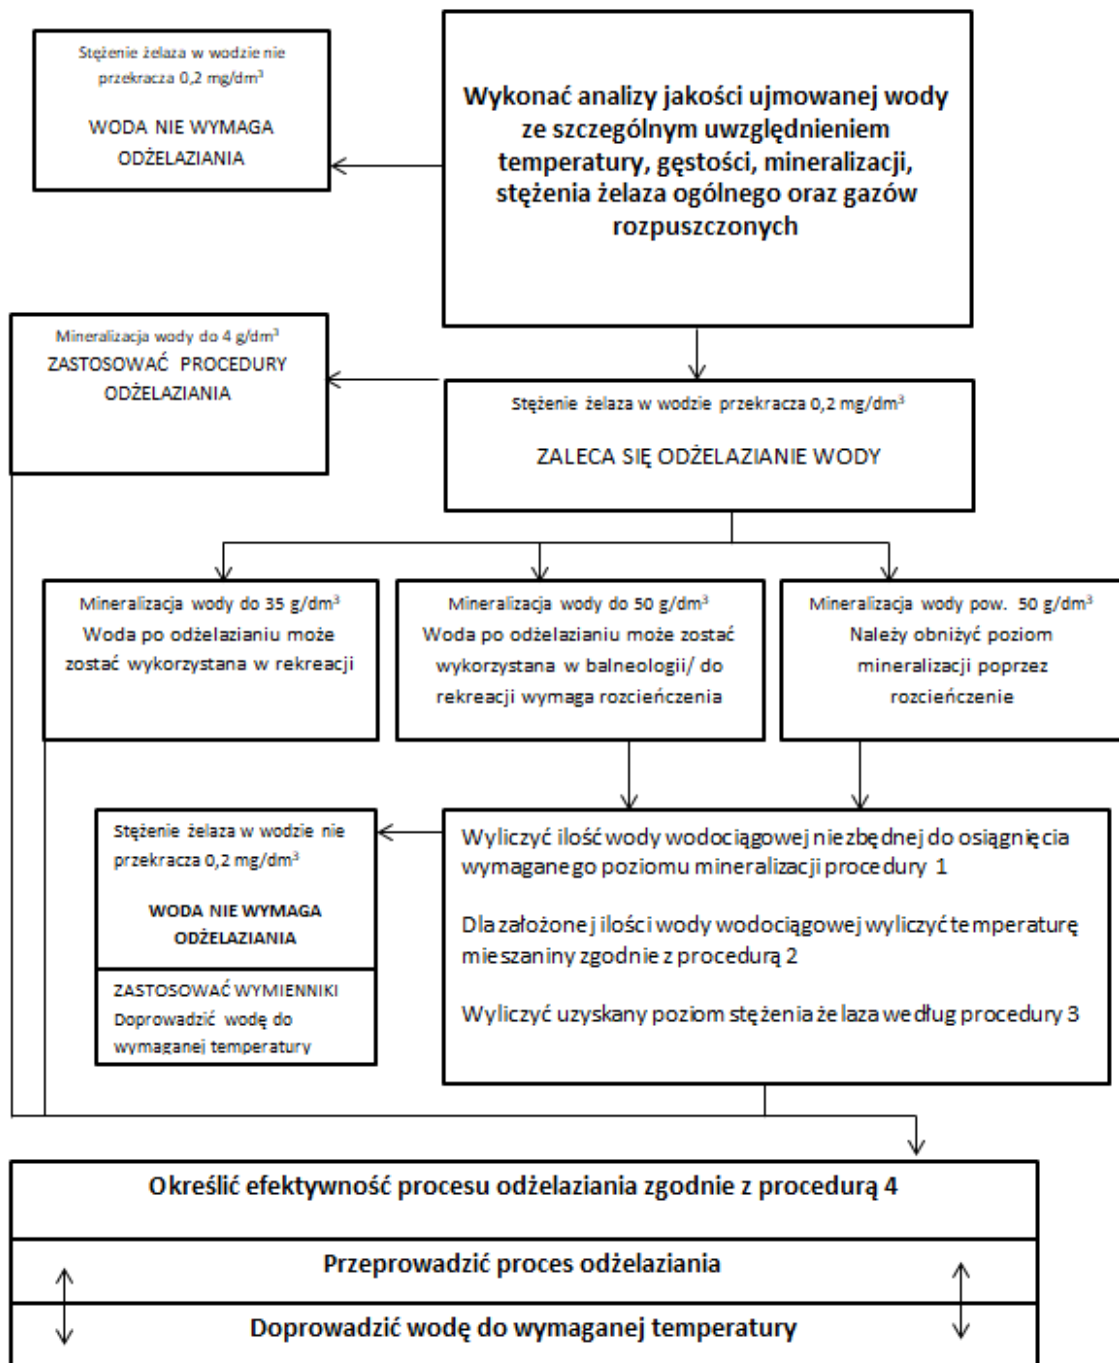 Stężenie żelaza w wodzie nie
przekracza 0,2 mg/dm³
WODA NIE WYMAGA
ODŻELAZIANIA
Wykonać analizy jakości ujmowanej wody
ze szczególnym uwzględnieniem
temperatury, gęstości, mineralizacji,
stężenia żelaza ogólnego oraz gazów
rozpuszczonych
Mineralizacja wody do 4 g/dm³
ZASTOSOWAĆ PROCEDURY
ODŻELAZIANIA
Stężenie żelaza w wodzie przekracza 0,2 mg/dm³
ZALECA SIĘ ODŻELAZIANIE WODY
Mineralizacja wody do 35 g/dm³
Woda po odżelazianiu może
zostać wykorzystana w rekreacji
Mineralizacja wody do 50 g/dm³
Woda po odżelazianiu może zostać
wykorzystana w balneologii/ do
rekreacji wymaga rozcieńczenia
Mineralizacja wody pow. 50 g/dm³
Należy obniżyć poziom
mineralizacji poprzez
rozcieńczenie
Stężenie żelaza w wodzie nie
przekracza 0,2 mg/dm³
WODA NIE WYMAGA
ODŻELAZIANIA
ZASTOSOWAĆ WYMIENNIKI
Doprowadzić wodę do
wymaganej temperatury
Wyliczyć ilość wody wodociągowej niezbędnej do osiągnięcia
wymaganego poziomu mineralizacji procedury 1
Dla założonej ilości wody wodociągowej wyliczyć temperaturę
mieszaniny zgodnie z procedurą 2
Wyliczyć uzyskany poziom stężenia żelaza według procedury 3
Określić efektywność procesu odżelaziania zgodnie z procedurą 4
Przeprowadzić proces odżelaziania
Doprowadzić wodę do wymaganej temperatury